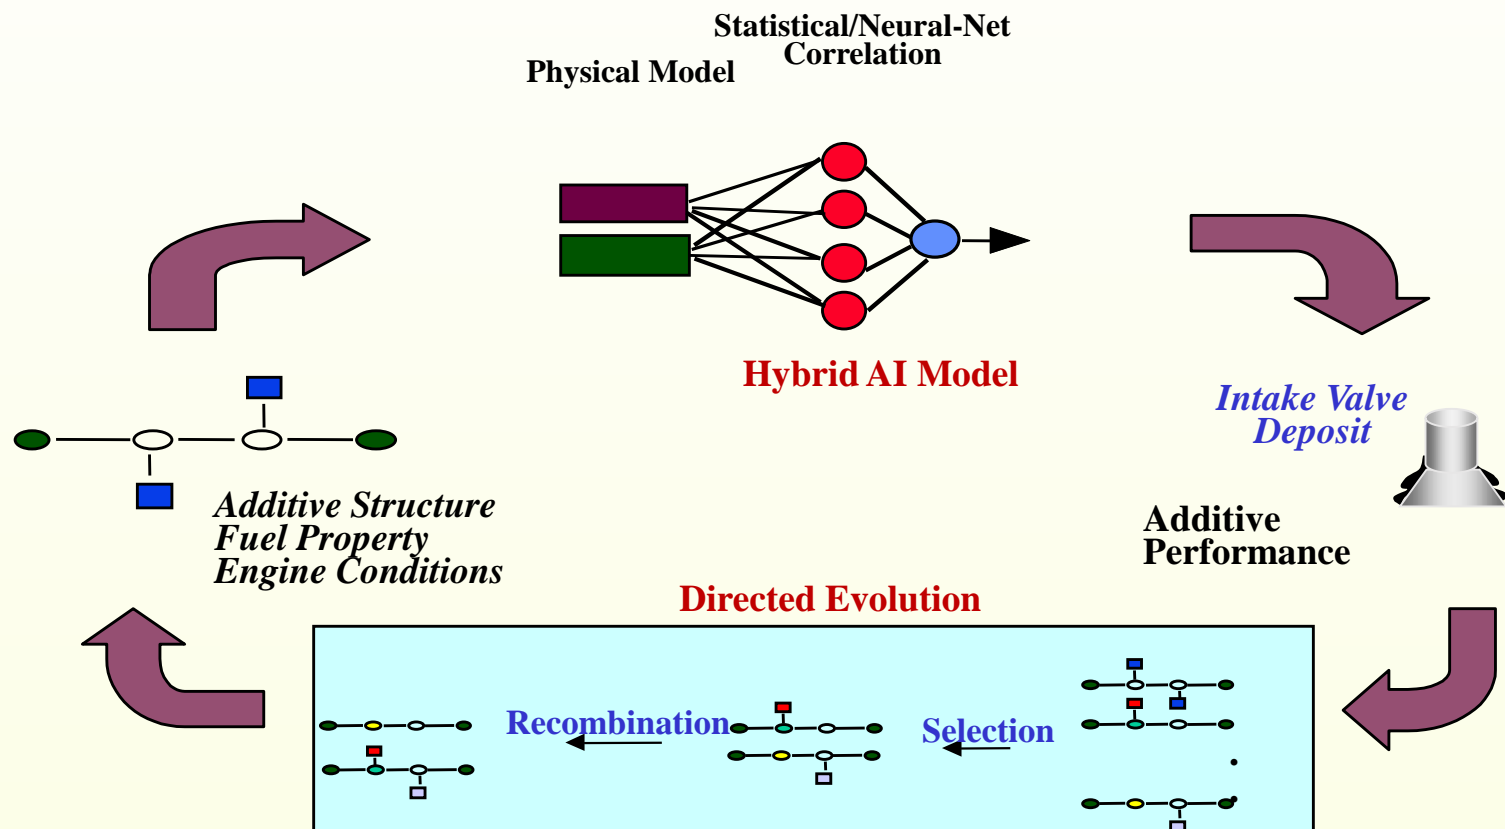 Statistical/Neural-Net
Correlation
Physical Model
Hybrid AI Model
Intake Valve
Deposit
Additive Structure
Fuel Property
Engine Conditions
Additive
Performance
Directed Evolution
Recombination
Selection